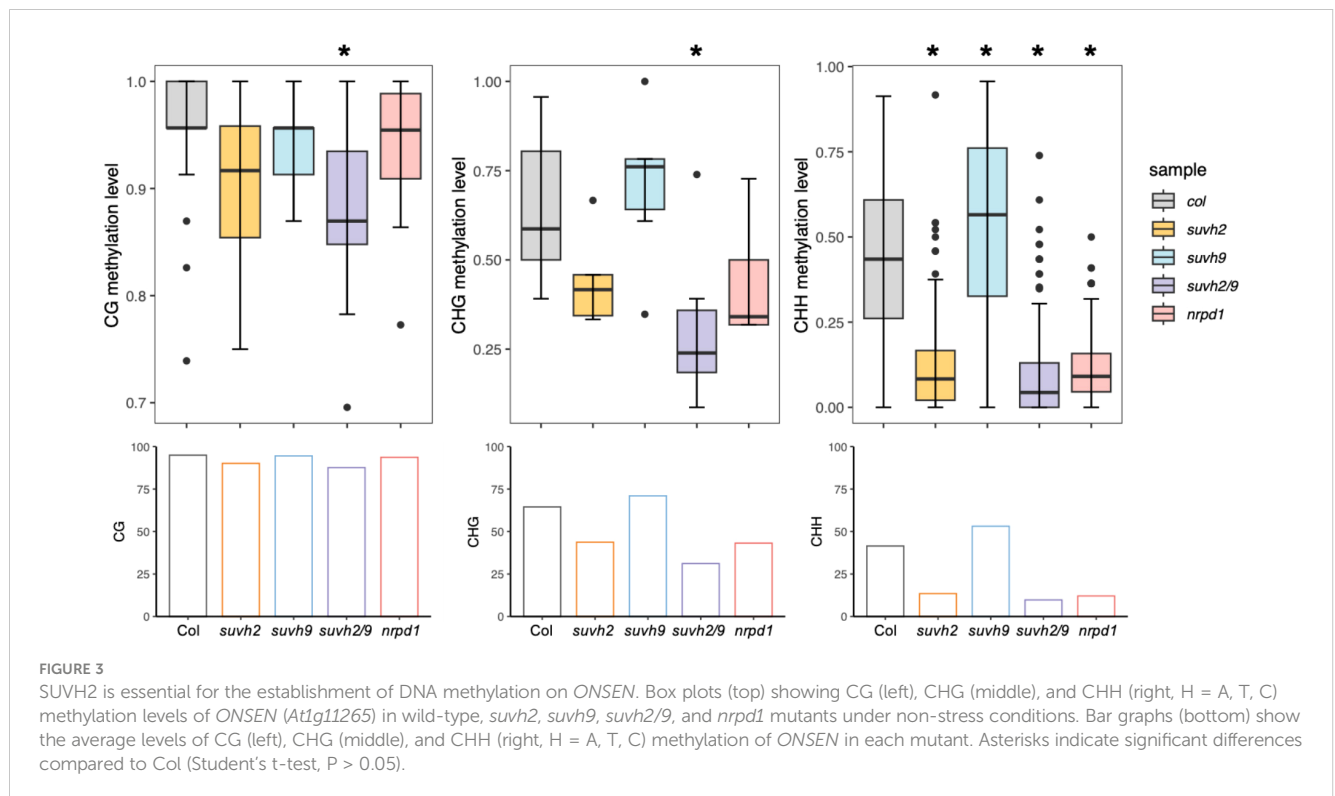 * * * * * *
CG methylation level
1.0
0.9
0.8
0.7
CHG methylation level
1.00
0.75
0.50
0.25
CHH methylation level
1.00
0.75
0.50
0.25
0.00
sample
col
suvh2
suvh9
suvh2/9
nrpd1
CG
100
75
50
25
0
Col suvh2 suvh9 suvh2/9 nrpd1
CHG
100
75
50
25
0
Col suvh2 suvh9 suvh2/9 nrpd1
CHH
100
75
50
25
0
Col suvh2 suvh9 suvh2/9 nrpd1
FIGURE 3
SUVH2 is essential for the establishment of DNA methylation on ONSEN. Box plots (top) showing CG (left), CHG (middle), and CHH (right, H = A, T, C)
methylation levels of ONSEN (At1g11265) in wild-type, suvh2, suvh9, suvh2/9, and nrpd1 mutants under non-stress conditions. Bar graphs (bottom) show
the average levels of CG (left), CHG (middle), and CHH (right, H = A, T, C) methylation of ONSEN in each mutant. Asterisks indicate significant differences
compared to Col (Student's t-test, P > 0.05).